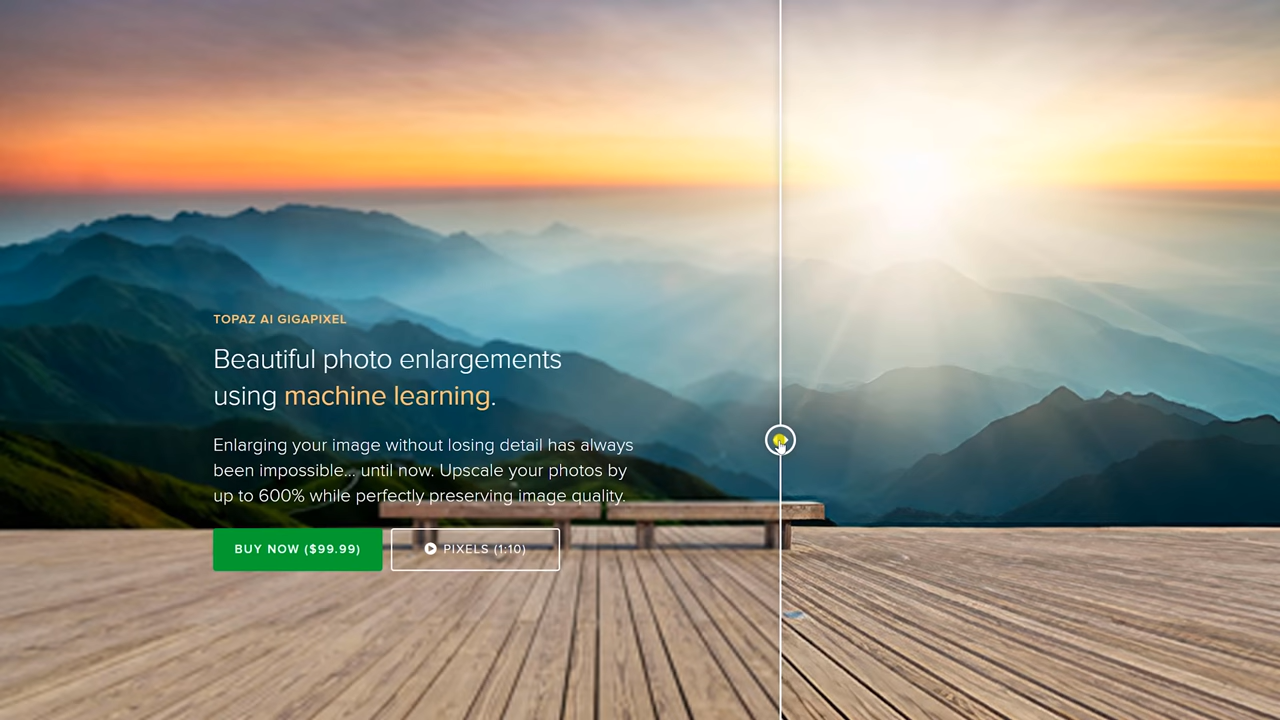 TOPAZ AI GIGAPIXEL
Beautiful photo enlargements
using machine learning.
Enlarging your image without losing detail has always
been impossible... until now. Upscale your photos by
up to 600% while perfectly preserving image quality.
BUY NOW ($99.99)
PIXELS (1:10)